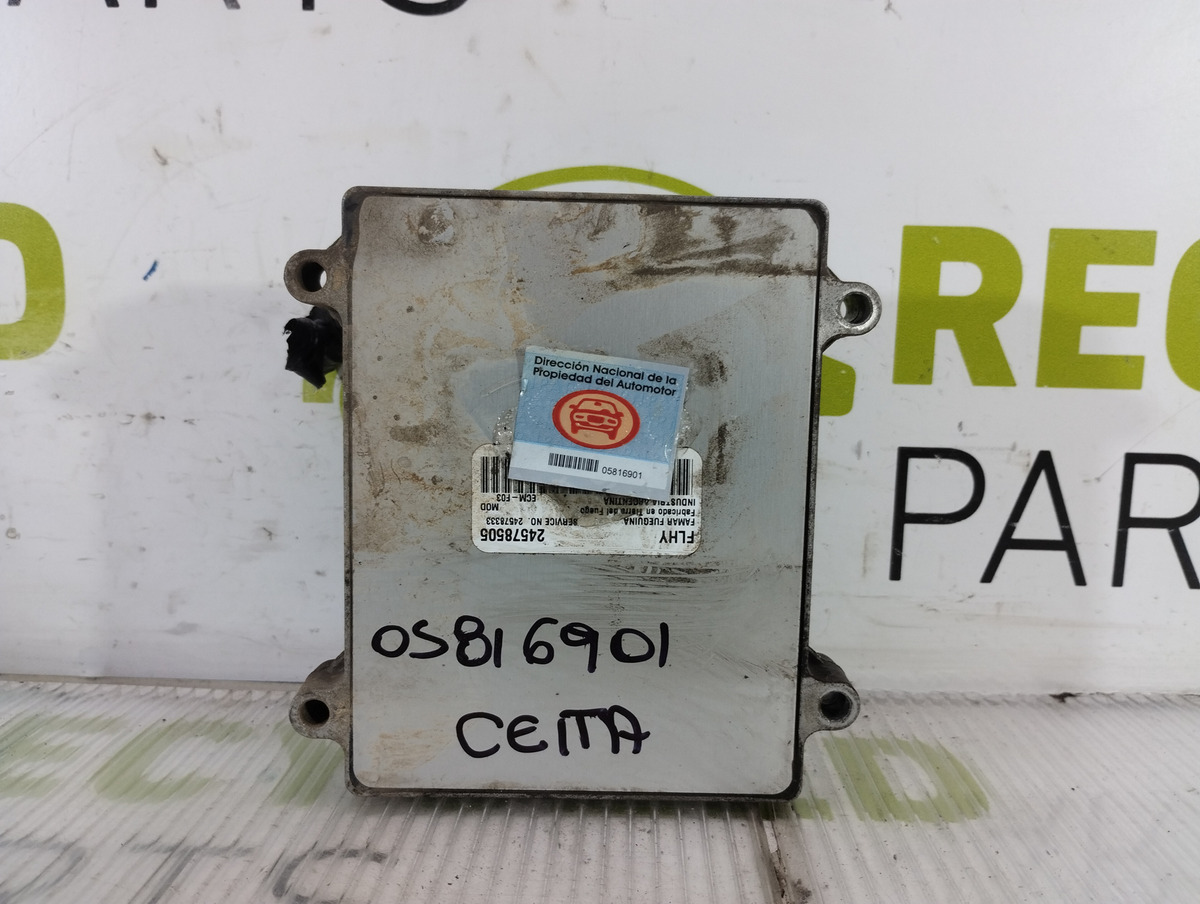 REC
PAR
Dirección Nacional de la
Propiedad del Automotor
05816901
FLHY 24578505
FAMAR FUEGUINA SERVICE NO. 24578333
Fabricado en Tierra del Fuego MOD
INDUSTRIA ARGENTINA ECM-F03
05816901
CEITA